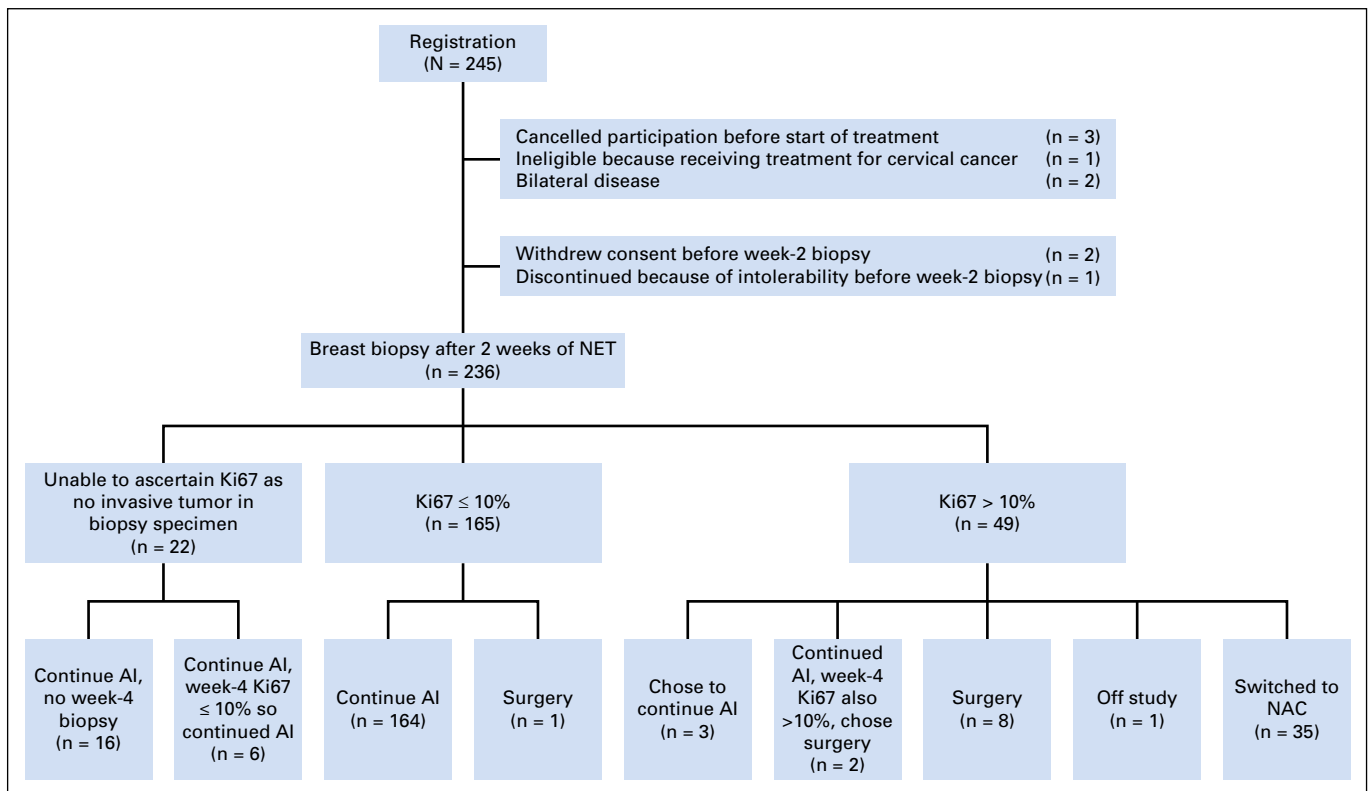 Registration
(N = 245)
Cancelled participation before start of treatment (n = 3)
Ineligible because receiving treatment for cervical cancer (n = 1)
Bilateral disease (n = 2)
Withdrew consent before week-2 biopsy (n = 2)
Discontinued because of intolerability before week-2 biopsy (n = 1)
Breast biopsy after 2 weeks of NET
(n = 236)
Unable to ascertain Ki67 as
no invasive tumor in
biopsy specimen
(n = 22)
Ki67 ≤ 10%
(n = 165)
Ki67 > 10%
(n = 49)
Continue AI,
no week-4
biopsy
(n = 16)
Continue AI,
week-4 Ki67
≤ 10% so
continued AI
(n = 6)
Continue AI
(n = 164)
Surgery
(n = 1)
Chose to
continue AI
(n = 3)
Continued
AI, week-4
Ki67 also
>10%, chose
surgery
(n = 2)
Surgery
(n = 8)
Off study
(n = 1)
Switched to
NAC
(n = 35)